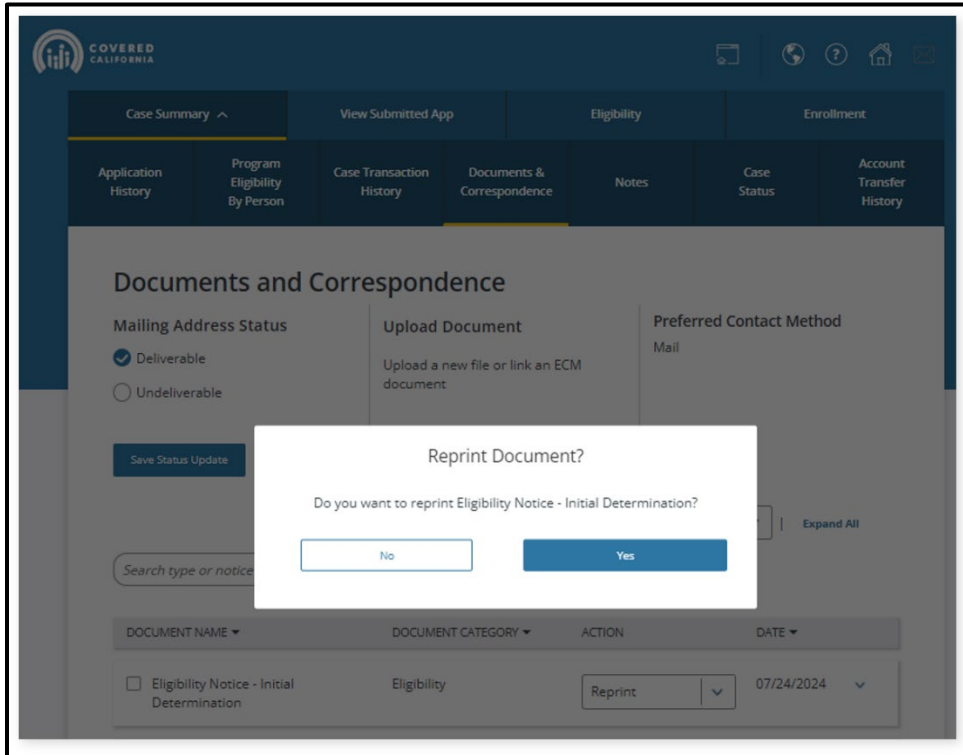 COVERED
CALIFORNIA
?
Case Summary
View Submitted App
Eligibility
Enrollment
Application
History
Program
Eligibility
By Person
Case Transaction
History
Documents &
Correspondence
Notes
Case
Status
Account
Transfer
History
Documents and Correspondence
Mailing Address Status
Deliverable
Undeliverable
Save Status Update
Upload Document
Upload a new file or link an ECM
document
Preferred Contact Method
Mail
Reprint Document?
Do you want to reprint Eligibility Notice - Initial Determination?
No
Yes
| Expand All
Search type or notice
DOCUMENT NAME
DOCUMENT CATEGORY
ACTION
DATE
Eligibility Notice - Initial
Determination
Eligibility
Reprint
07/24/2024